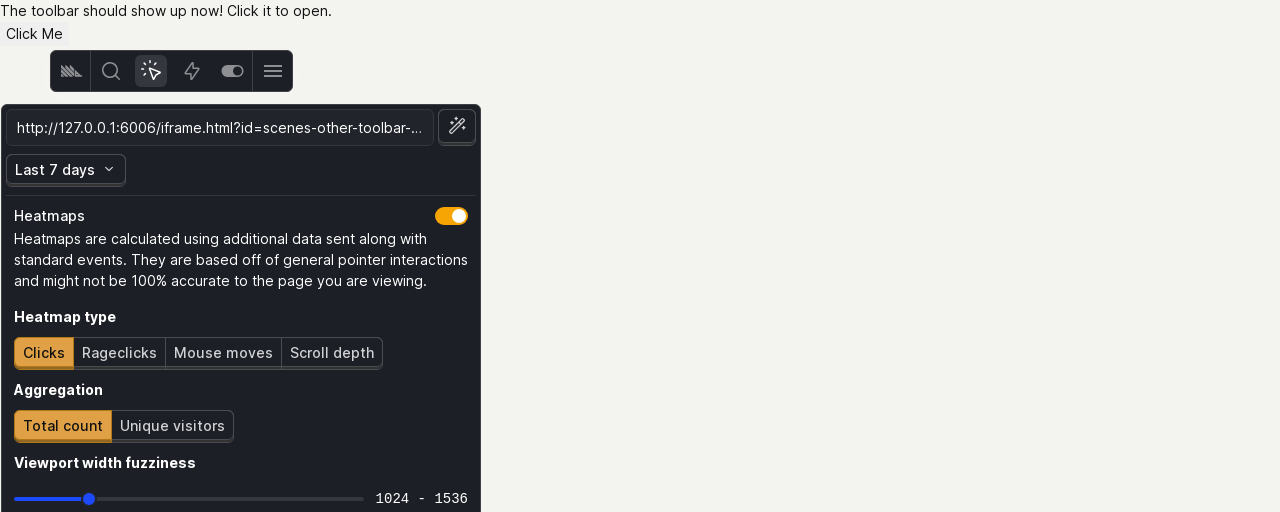 The toolbar should show up now! Click it to open.
Click Me
http://127.0.0.1:6006/iframe.html?id=scenes-other-toolbar-...
Last 7 days
Heatmaps
Heatmaps are calculated using additional data sent along with
standard events. They are based off of general pointer interactions
and might not be 100% accurate to the page you are viewing.
Heatmap type
Clicks Rageclicks Mouse moves Scroll depth
Aggregation
Total count Unique visitors
Viewport width fuzziness
1024 - 1536